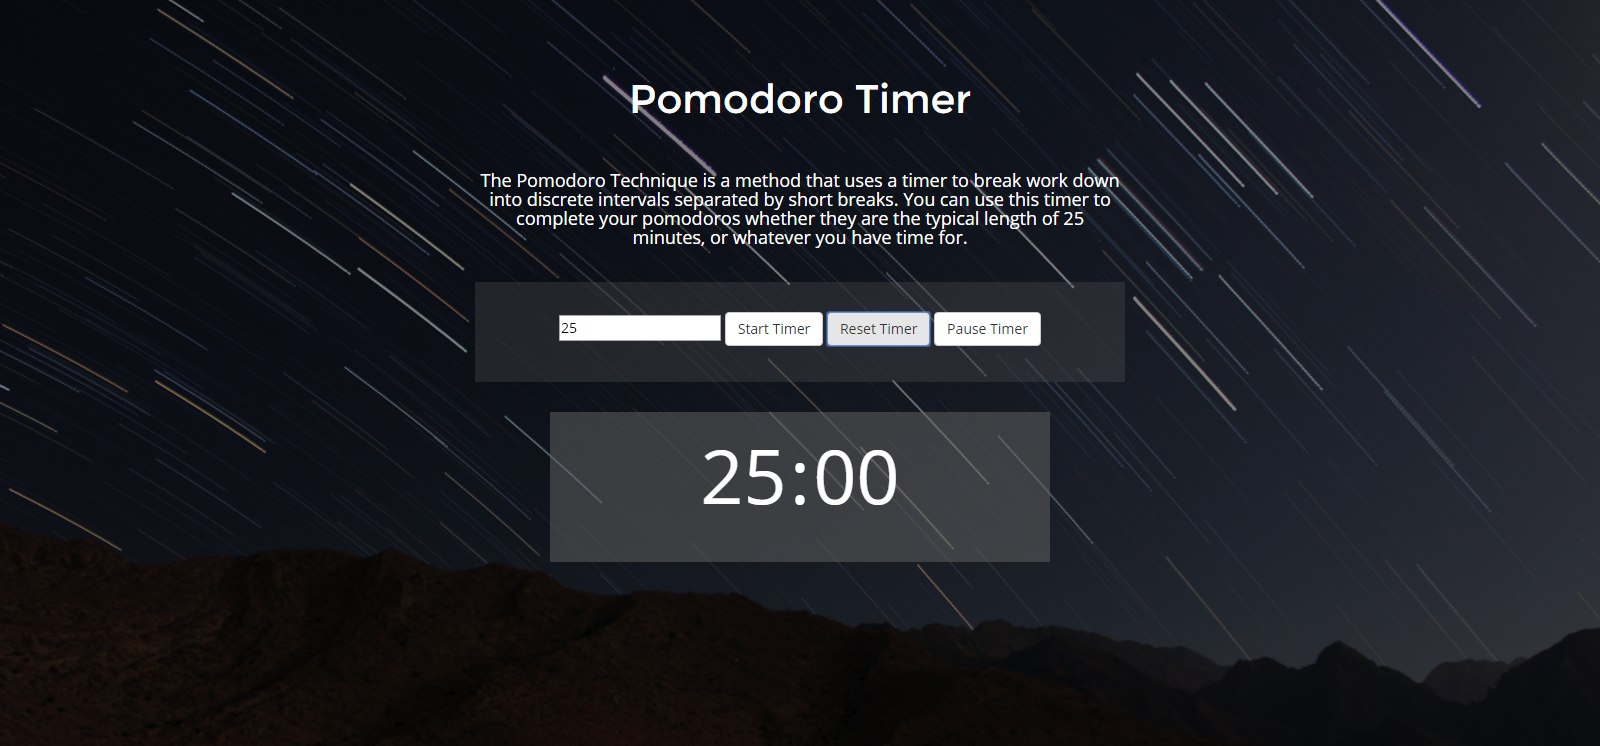 Pomodoro Timer
The Pomodoro Technique is a method that uses a timer to break work down
into discrete intervals separated by short breaks. You can use this timer to
complete your pomodoros whether they are the typical length of 25
minutes, or whatever you have time for.
25 Start Timer Reset Timer Pause Timer
25:00